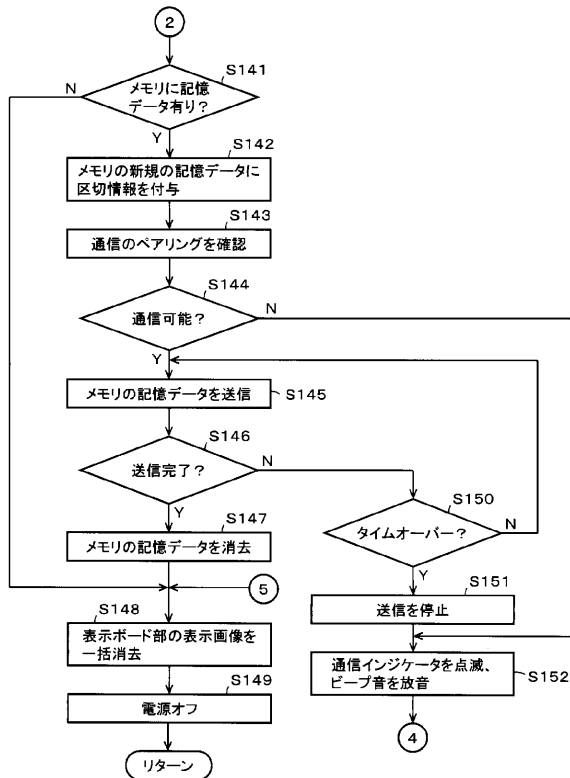 2
S141
N
メモリに記憶
データ有り？
Y
S142
メモリの新規の記憶データに
区切情報を付与
S143
通信のペアリングを確認
S144
N
通信可能？
Y
メモリの記憶データを送信
S145
S146
N
送信完了？
Y
S150
タイムオーバー？
N
Y
S147
メモリの記憶データを消去
5
S151
送信を停止
S148
表示ボード部の表示画像を
一括消去
通信インジケータを点滅、
ビープ音を放音
S152
S149
電源オフ
4
リターン